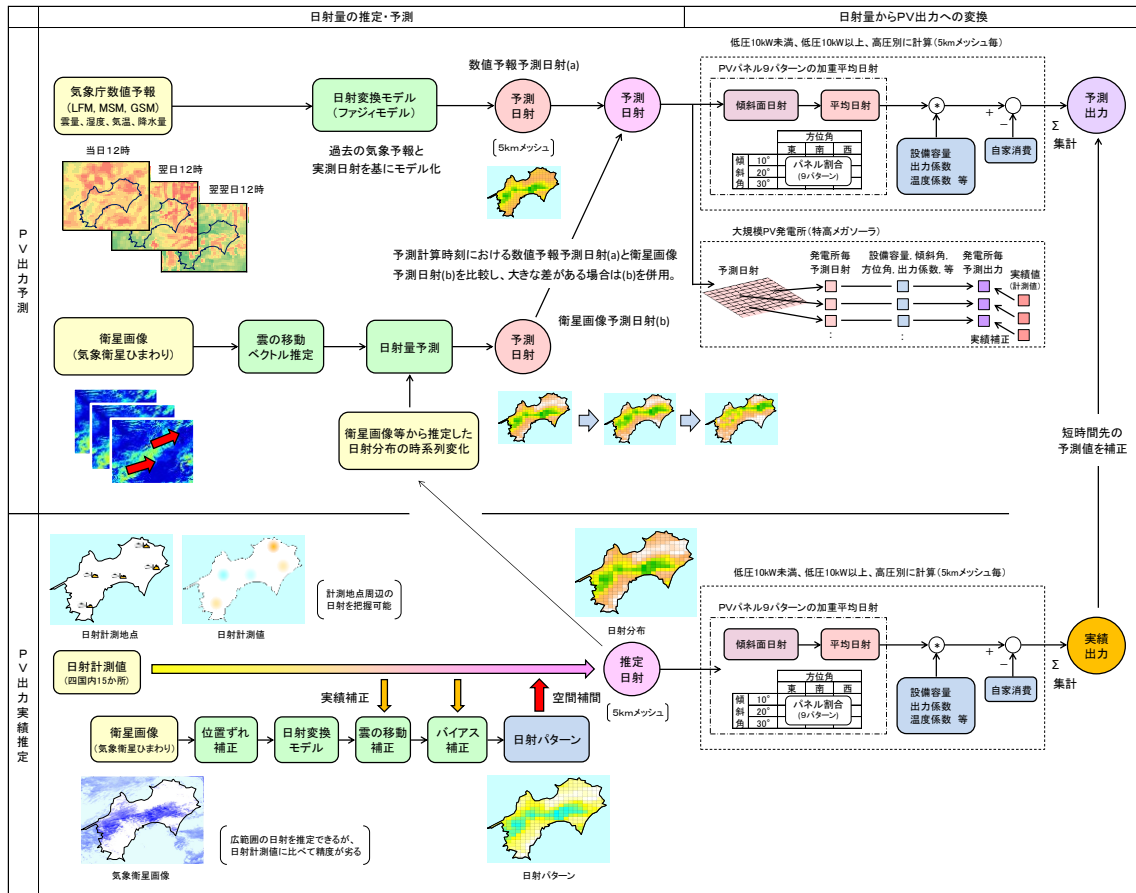 日射量の推定・予測
日射量からPV出力への変換
PV出力予測
気象庁数値予報
(LFM, MSM, GSM)
雲量、湿度、気温、降水量
日射変換モデル
(ファジィモデル)
過去の気象予報と
実測日射を基にモデル化
数値予報予測日射(a)
予測
日射
5kmメッシュ
予測
日射
当日12時
翌日12時
翌翌日12時
予測計算時刻における数値予報予測日射(a)と衛星画像
予測日射(b)を比較し、大きな差がある場合は(b)を併用。
衛星画像予測日射(b)
衛星画像
(気象衛星ひまわり)
雲の移動
ベクトル推定
日射量予測
予測
日射
衛星画像等から推定した
日射分布の時系列変化
低圧10kW未満、低圧10kW以上、高圧別に計算(5kmメッシュ毎)
PVパネル9パターンの加重平均日射
傾斜面日射
平均日射
方位角
東 南 西
傾 10°
斜 20°
角 30°
パネル割合
(9パターン)
*
設備容量
出力係数
温度係数 等
+
−
自家消費
Σ
集計
予測
出力
大規模PV発電所(特高メガソーラ)
予測日射
発電所毎
予測日射
設備容量、傾斜角、
方位角、出力係数、等
発電所毎
予測出力
実績値
(計測値)
:
:
:
実績補正
短時間先の
予測値を補正
PV出力実績推定
日射計測地点
日射計測値
計測地点周辺の
日射を把握可能
日射分布
日射計測値
(四国内15か所)
推定
日射
5kmメッシュ
実績補正
空間補間
衛星画像
(気象衛星ひまわり)
位置ずれ
補正
日射変換
モデル
雲の移動
補正
バイアス
補正
日射パターン
気象衛星画像
広範囲の日射を推定できるが、
日射計測値に比べて精度が劣る
日射パターン
低圧10kW未満、低圧10kW以上、高圧別に計算(5kmメッシュ毎)
PVパネル9パターンの加重平均日射
傾斜面日射
平均日射
方位角
東 南 西
傾 10°
斜 20°
角 30°
パネル割合
(9パターン)
*
設備容量
出力係数
温度係数 等
+
−
自家消費
Σ
集計
実績
出力